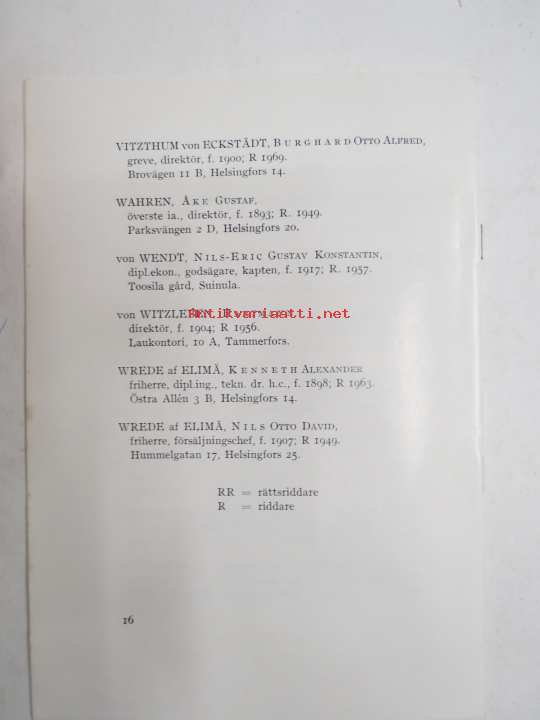 VITZTHUM von ECKSTÄDT, BURGHARD OTTO ALFRED,
greve, direktör, f. 1900; R 1969.
Brovägen 11 B, Helsingfors 14.
WAHREN, ÅKE GUSTAF,
överste ia., direktör, f. 1893; R. 1949.
Parksvängen 2 D, Helsingfors 20.
von WENDT, NILS-ERIC GUSTAV KONSTANTIN,
dipl.ekon., godsägare, kapten, f. 1917; R. 1957.
Toosila gård, Suinula.
von WITZLEBEN,
Antikvariaatti.net
direktör, f. 1904; R 1956.
Laukontori, 10 A, Tammerfors.
WREDE af ELIMÄ, KENNETH ALEXANDER
friherre, dipl.ing., tekn. dr. h.c., f. 1898; R 1963.
Östra Allén 3 B, Helsingfors 14.
WREDE af ELIMÄ, NILS OTTO DAVID,
friherre, försäljningschef, f. 1907; R 1949.
Hummelgatan 17, Helsingfors 25.
RR = rättsriddare
R = riddare
16